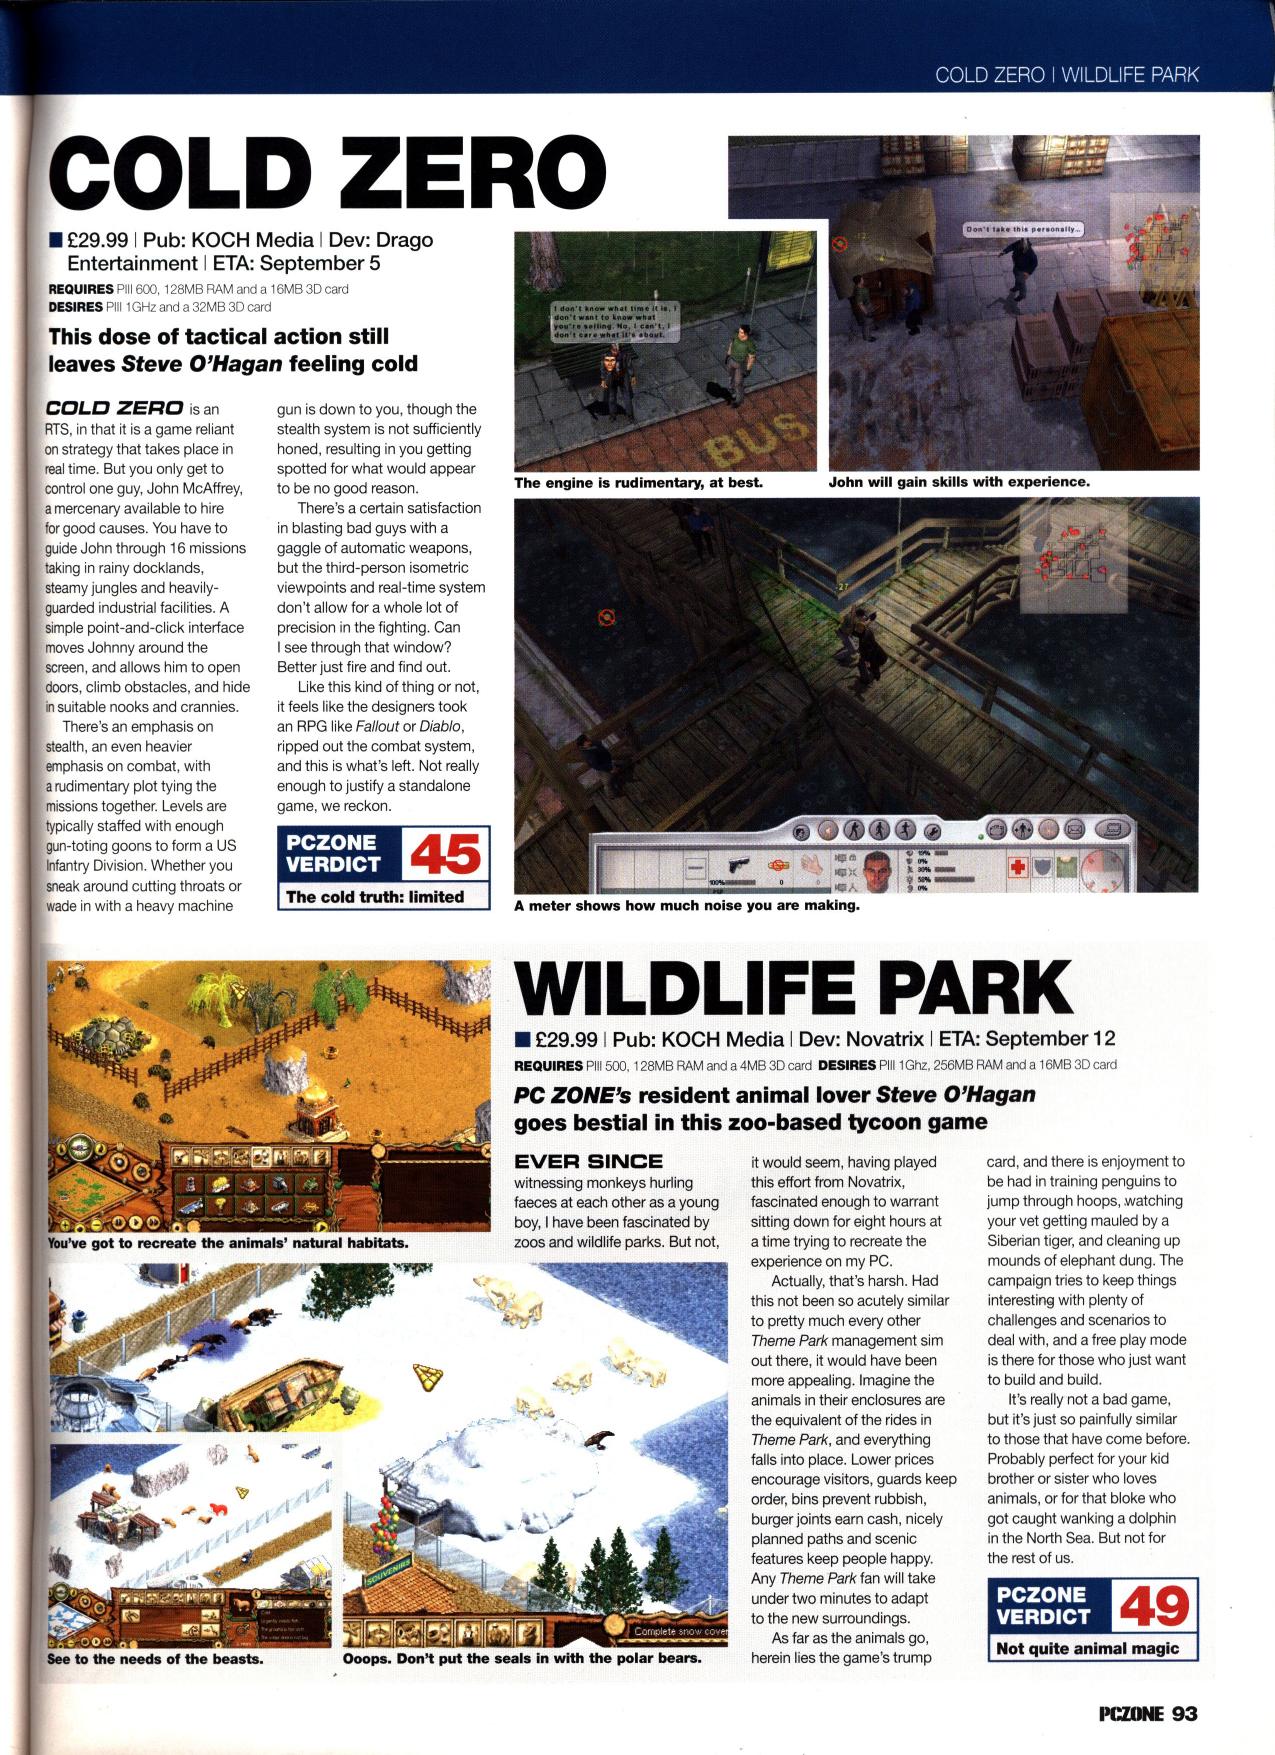 COLD ZERO | WILDLIFE PARK
COLD ZERO
■ £29.99 | Pub: KOCH Media | Dev: Drago
Entertainment | ETA: September 5
REQUIRES PIII 600, 128MB RAM and a 16MB 3D card
DESIRES PIII 1GHz and a 32MB 3D card
This dose of tactical action still
leaves Steve O'Hagan feeling cold
COLD ZERO is an
RTS, in that it is a game reliant
on strategy that takes place in
real time. But you only get to
control one guy, John McAffrey,
a mercenary available to hire
for good causes. You have to
guide John through 16 missions
taking in rainy docklands,
steamy jungles and heavily-
guarded industrial facilities. A
simple point-and-click interface
moves Johnny around the
screen, and allows him to open
doors, climb obstacles, and hide
in suitable nooks and crannies.
There's an emphasis on
stealth, an even heavier
emphasis on combat, with
a rudimentary plot tying the
missions together. Levels are
typically staffed with enough
gun-toting goons to form a US
Infantry Division. Whether you
sneak around cutting throats or
wade in with a heavy machine
gun is down to you, though the
stealth system is not sufficiently
honed, resulting in you getting
spotted for what would appear
to be no good reason.
There's a certain satisfaction
in blasting bad guys with a
gaggle of automatic weapons,
but the third-person isometric
viewpoints and real-time system
don't allow for a whole lot of
precision in the fighting. Can
I see through that window?
Better just fire and find out.
Like this kind of thing or not,
it feels like the designers took
an RPG like Fallout or Diablo,
ripped out the combat system,
and this is what's left. Not really
enough to justify a standalone
game, we reckon.
PCZONE
VERDICT
45
The cold truth: limited
I don't know what time it is, I
don't want to know what
you're selling. No, I can't, I
don't care what it's about.
BUS
The engine is rudimentary, at best.
-12
Don't take this personally...
John will gain skills with experience.
-27
100%
0
19%
0%
30%
52%
0%
A meter shows how much noise you are making.
You've got to recreate the animals' natural habitats.
WILDLIFE PARK
■ £29.99 | Pub: KOCH Media | Dev: Novatrix | ETA: September 12
REQUIRES PIII 500, 128MB RAM and a 4MB 3D card DESIRES PIII 1Ghz, 256MB RAM and a 16MB 3D card
PC ZONE's resident animal lover Steve O'Hagan
goes bestial in this zoo-based tycoon game
EVER SINCE
witnessing monkeys hurling
faeces at each other as a young
boy, I have been fascinated by
zoos and wildlife parks. But not,
it would seem, having played
this effort from Novatrix,
fascinated enough to warrant
sitting down for eight hours at
a time trying to recreate the
experience on my PC.
Actually, that's harsh. Had
this not been so acutely similar
to pretty much every other
Theme Park management sim
out there, it would have been
more appealing. Imagine the
animals in their enclosures are
the equivalent of the rides in
Theme Park, and everything
falls into place. Lower prices
encourage visitors, guards keep
order, bins prevent rubbish,
burger joints earn cash, nicely
planned paths and scenic
features keep people happy.
Any Theme Park fan will take
under two minutes to adapt
to the new surroundings.
As far as the animals go,
herein lies the game's trump
card, and there is enjoyment to
be had in training penguins to
jump through hoops, watching
your vet getting mauled by a
Siberian tiger, and cleaning up
mounds of elephant dung. The
campaign tries to keep things
interesting with plenty of
challenges and scenarios to
deal with, and a free play mode
is there for those who just want
to build and build.
It's really not a bad game,
but it's just so painfully similar
to those that have come before.
Probably perfect for your kid
brother or sister who loves
animals, or for that bloke who
got caught wanking a dolphin
in the North Sea. But not for
the rest of us.
PCZONE
VERDICT
49
Not quite animal magic
SOUVENIRS
Complete snow cover
See to the needs of the beasts.
Ooops. Don't put the seals in with the polar bears.
PCZONE 93